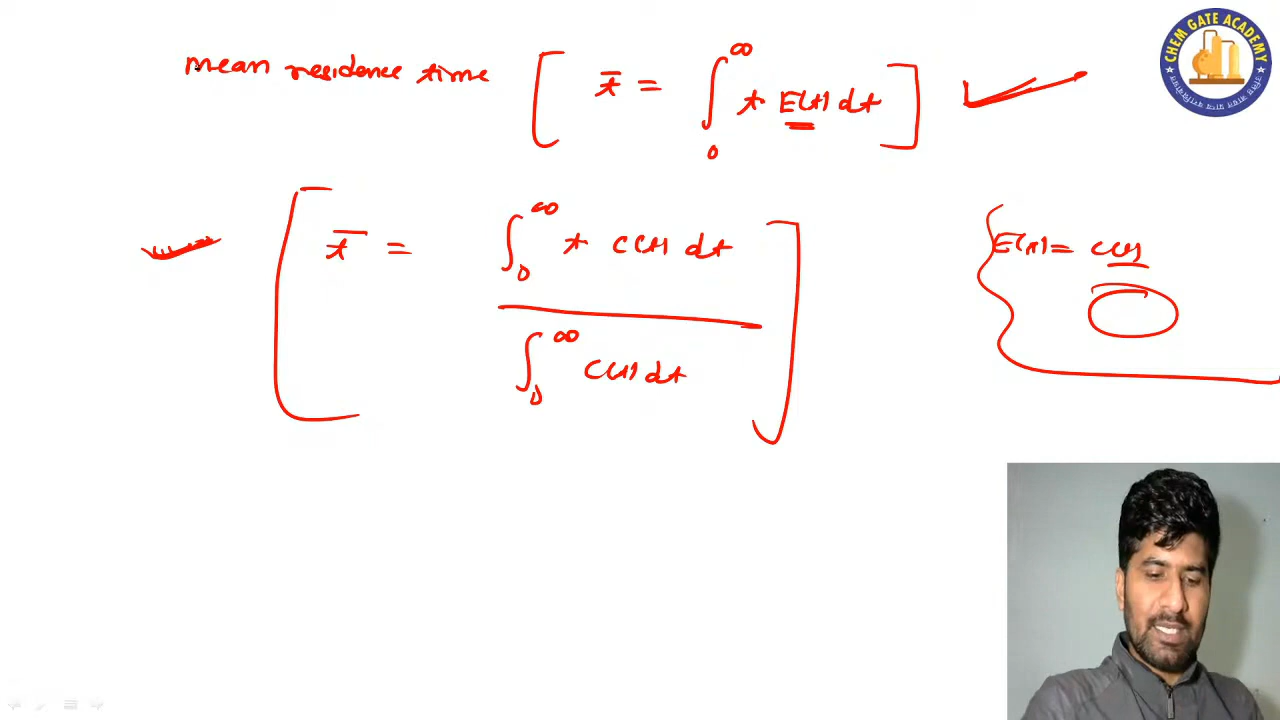 CHEM GATE ACADEMY
mean residence time [ t̄ = ∫₀^∞ t E(t) dt ]
t̄ = ∫₀^∞ t C(t) dt / ∫₀^∞ C(t) dt
E(t) = C(t)